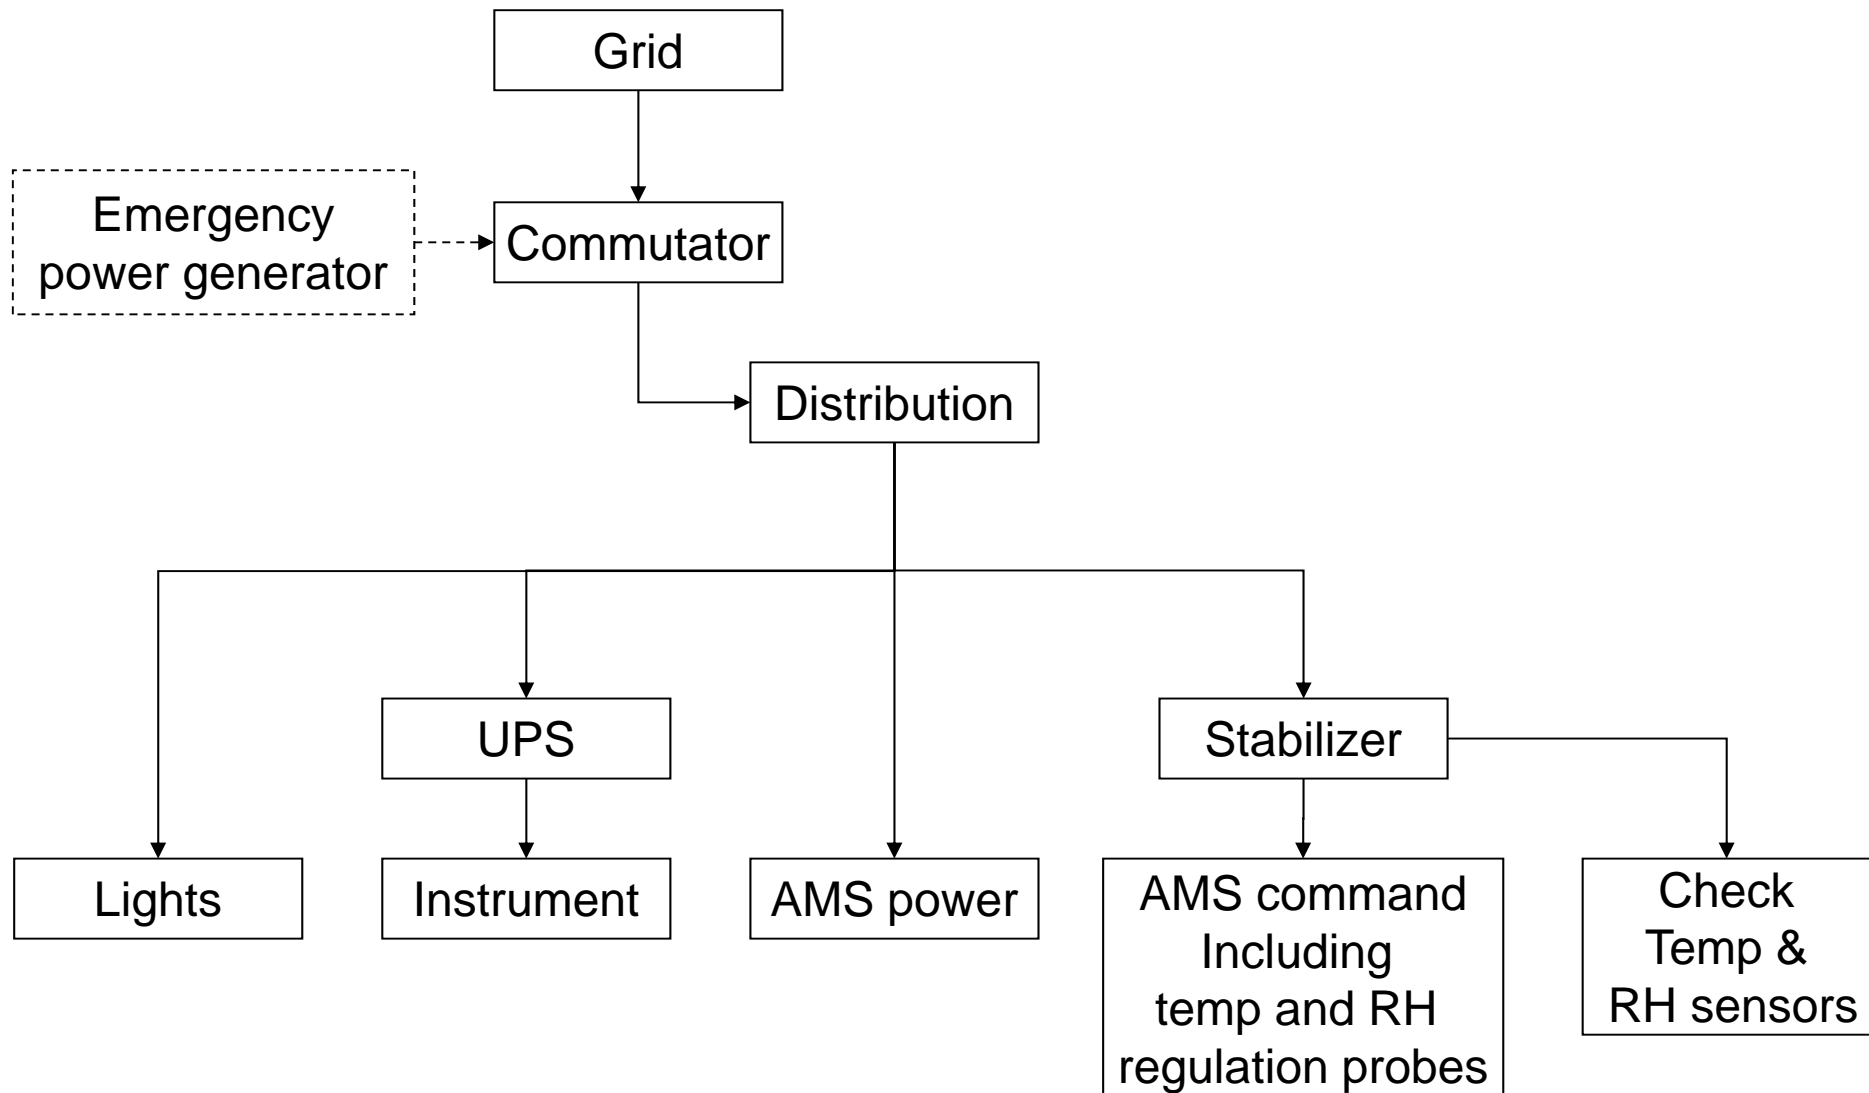 Grid
Emergency
power generator
Commutator
Distribution
UPS
Stabilizer
Lights
Instrument
AMS power
AMS command
Including
temp and RH
regulation probes
Check
Temp &
RH sensors